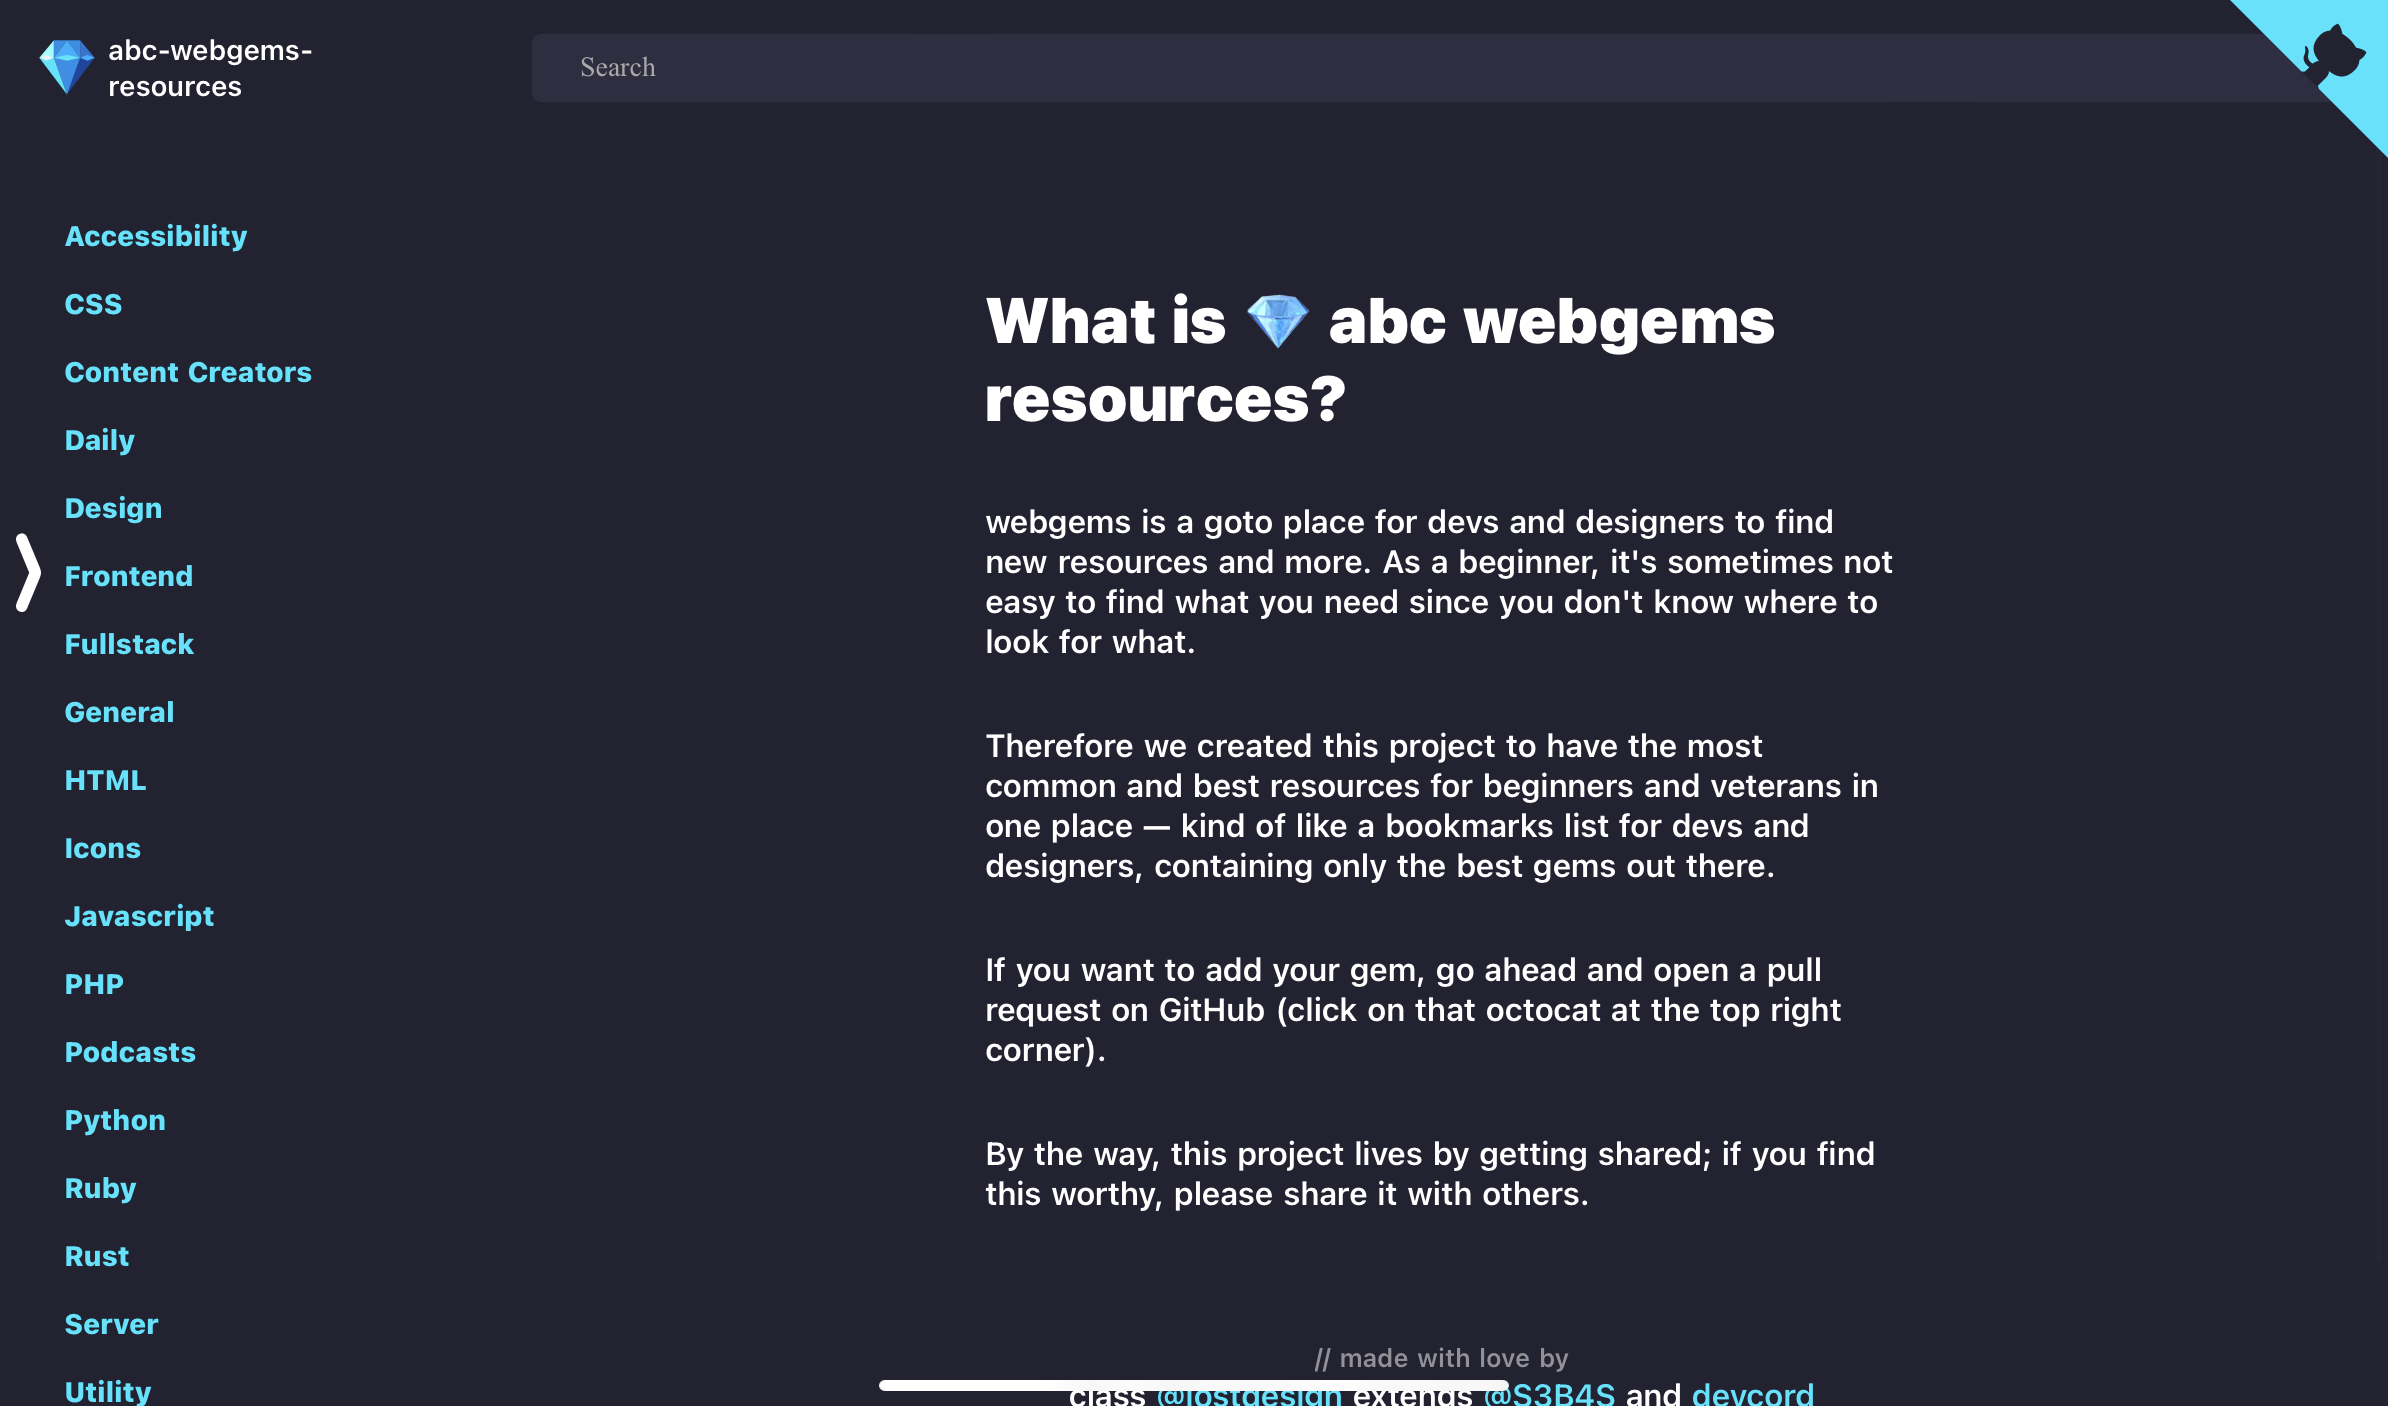 abc-webgems-
resources
Search
Accessibility
CSS
Content Creators
Daily
Design
Frontend
Fullstack
General
HTML
Icons
Javascript
PHP
Podcasts
Python
Ruby
Rust
Server
Utility
What is 💎 abc webgems
resources?
webgems is a goto place for devs and designers to find
new resources and more. As a beginner, it's sometimes not
easy to find what you need since you don't know where to
look for what.
Therefore we created this project to have the most
common and best resources for beginners and veterans in
one place — kind of like a bookmarks list for devs and
designers, containing only the best gems out there.
If you want to add your gem, go ahead and open a pull
request on GitHub (click on that octocat at the top right
corner).
By the way, this project lives by getting shared; if you find
this worthy, please share it with others.
// made with love by
class @lostdesign extends @S3B4S and devcord